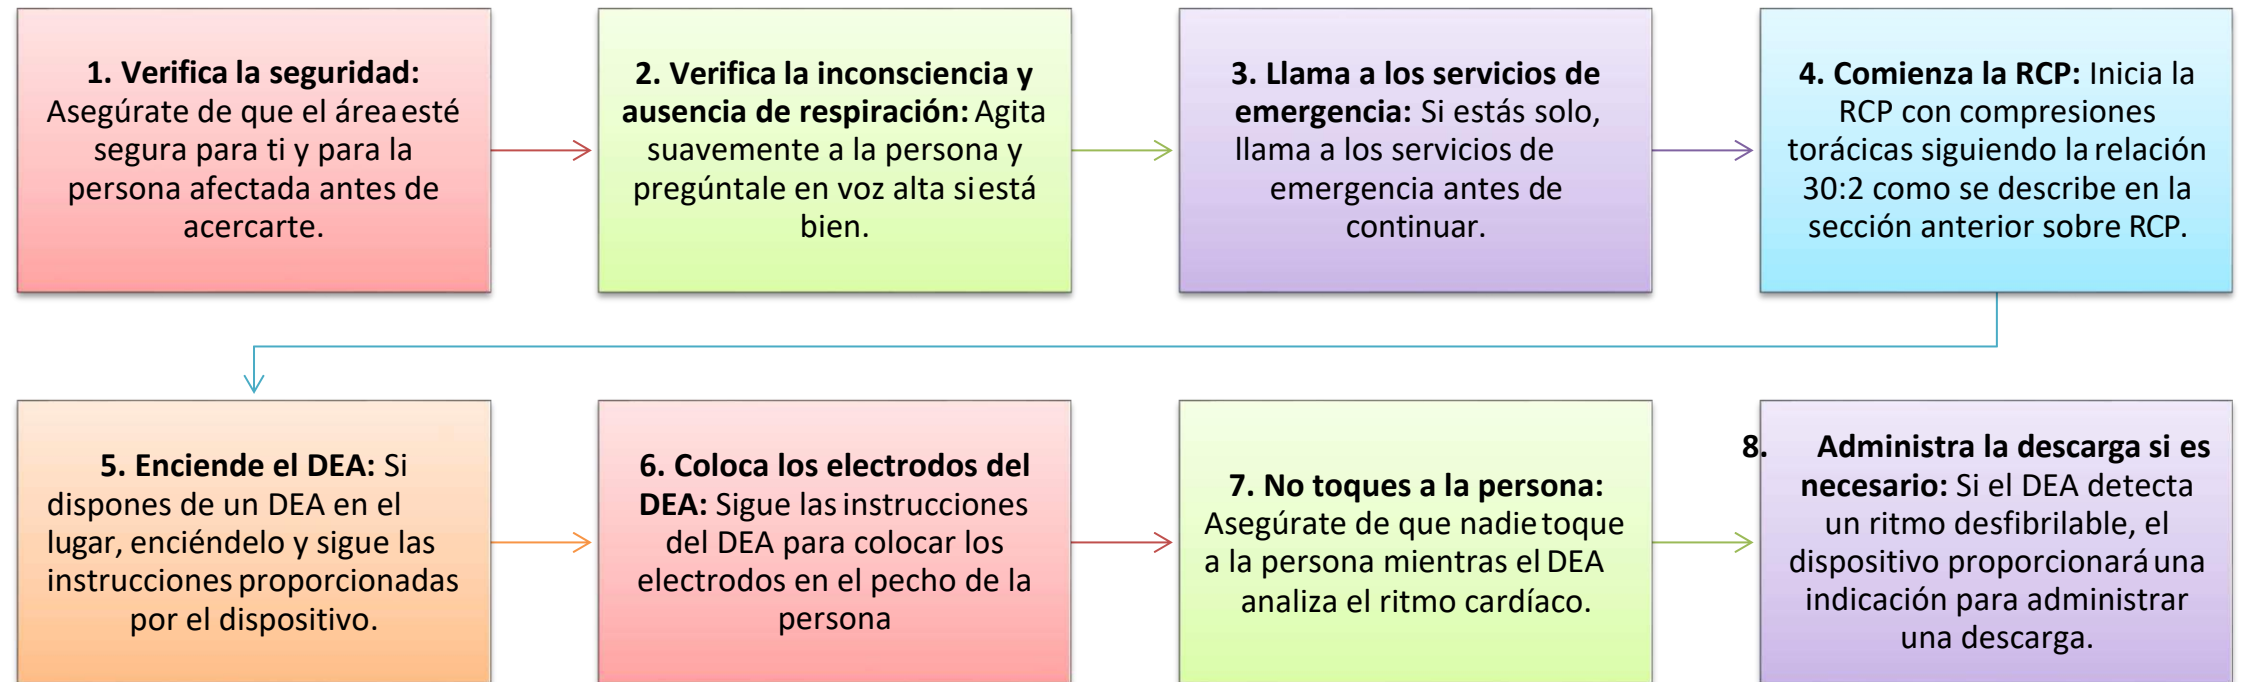 1. Verifica la seguridad:
Asegúrate de que el área esté
segura para ti y para la
persona afectada antes de
acercarte.
2. Verifica la inconsciencia y
ausencia de respiración: Agita
suavemente a la persona y
pregúntale en voz alta si está
bien.
3. Llama a los servicios de
emergencia: Si estás solo,
llama a los servicios de
emergencia antes de
continuar.
4. Comienza la RCP: Inicia la
RCP con compresiones
torácicas siguiendo la relación
30:2 como se describe en la
sección anterior sobre RCP.
5. Enciende el DEA: Si
dispones de un DEA en el
lugar, enciéndelo y sigue las
instrucciones proporcionadas
por el dispositivo.
6. Coloca los electrodos del
DEA: Sigue las instrucciones
del DEA para colocar los
electrodos en el pecho de la
persona
7. No toques a la persona:
Asegúrate de que nadie toque
a la persona mientras el DEA
analiza el ritmo cardíaco.
8. Administra la descarga si es
necesario: Si el DEA detecta
un ritmo desfibrilable, el
dispositivo proporcionará una
indicación para administrar
una descarga.